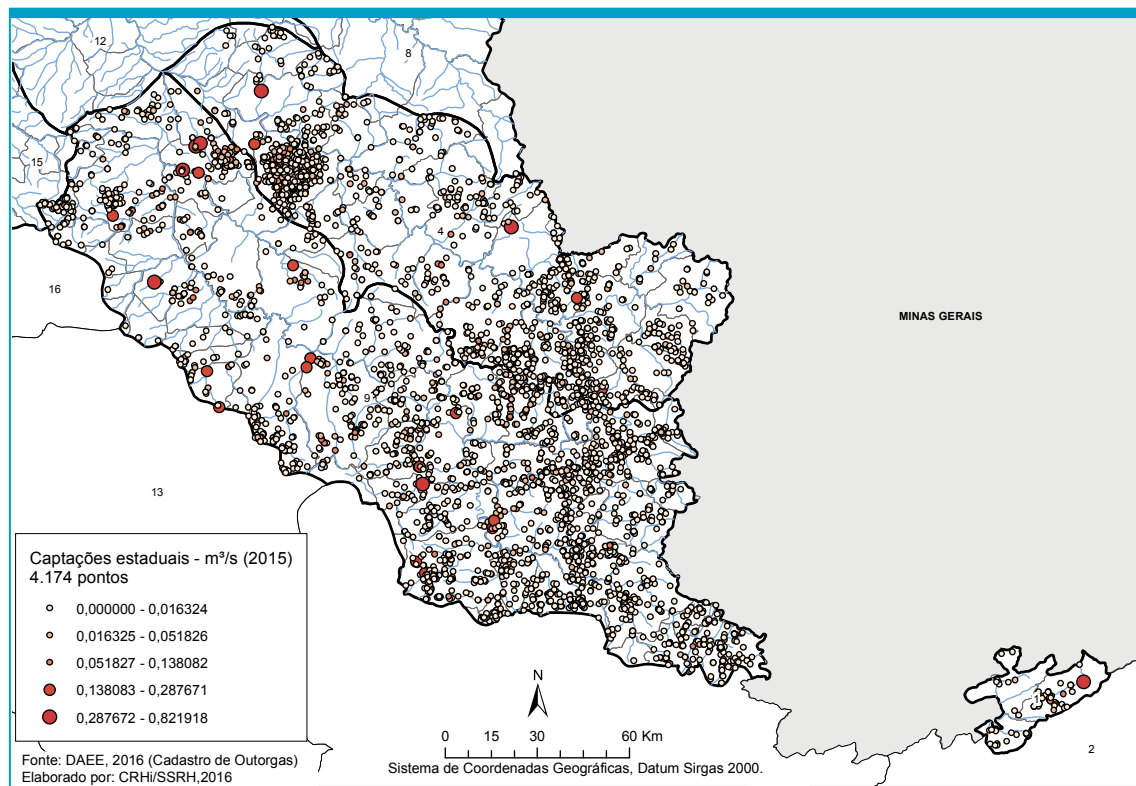 12
8
15
4
16
MINAS GERAIS
9
13
Captações estaduais - m³/s (2015)
4.174 pontos
0,000000 - 0,016324
0,016325 - 0,051826
0,051827 - 0,138082
0,138083 - 0,287671
0,287672 - 0,821918
N
0 15 30 60 Km
Sistema de Coordenadas Geográficas, Datum Sirgas 2000.
1
2
Fonte: DAEE, 2016 (Cadastro de Outorgas)
Elaborado por: CRHi/SSRH,2016